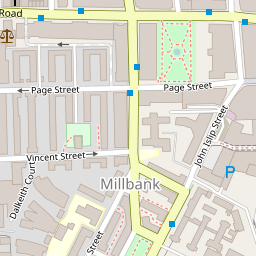 Road
Page Street
Page Street
John Islip Street
Vincent Street
P
Dalkeith Court
Millbank
Street